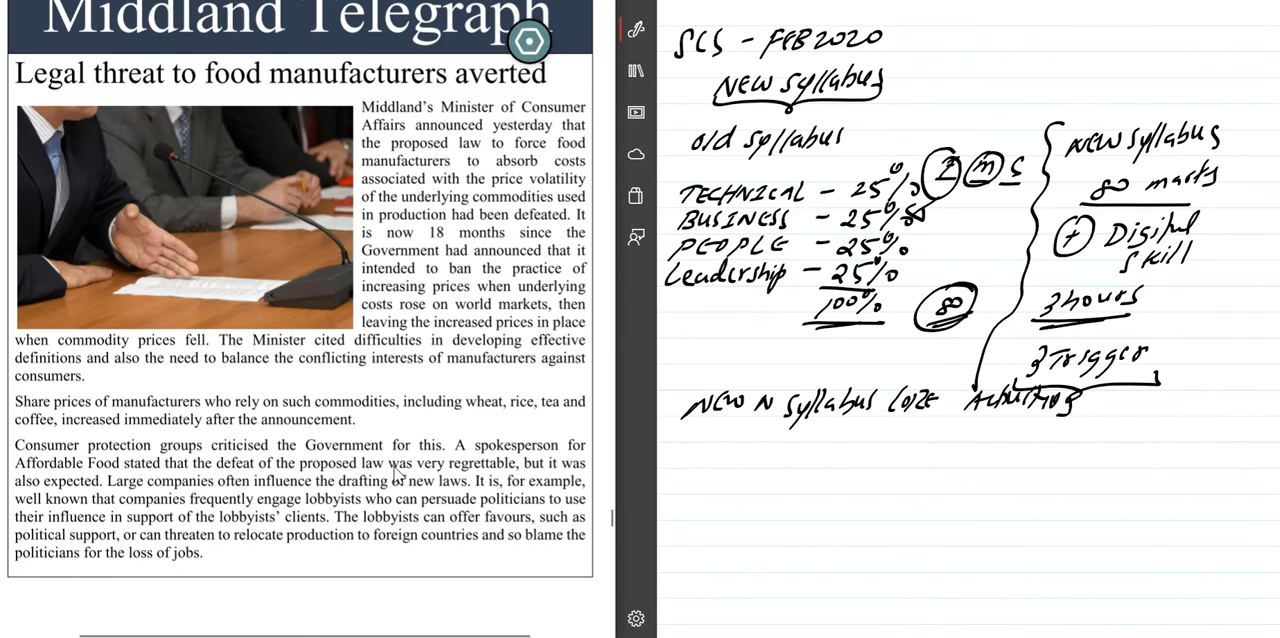 Middland Telegraph
Legal threat to food manufacturers averted
Middland's Minister of Consumer
Affairs announced yesterday that
the proposed law to force food
manufacturers to absorb costs
associated with the price volatility
of the underlying commodities used
in production had been defeated. It
is now 18 months since the
Government had announced that it
intended to ban the practice of
increasing prices when underlying
costs rose on world markets, then
leaving the increased prices in place
when commodity prices fell. The Minister cited difficulties in developing effective
definitions and also the need to balance the conflicting interests of manufacturers against
consumers.
Share prices of manufacturers who rely on such commodities, including wheat, rice, tea and
coffee, increased immediately after the announcement.
Consumer protection groups criticised the Government for this. A spokesperson for
Affordable Food stated that the defeat of the proposed law was very regrettable, but it was
also expected. Large companies often influence the drafting of new laws. It is, for example,
well known that companies frequently engage lobbyists who can persuade politicians to use
their influence in support of the lobbyists' clients. The lobbyists can offer favours, such as
political support, or can threaten to relocate production to foreign countries and so blame the
politicians for the loss of jobs.
SCS - FEB 2020
NEW syllabus
old syllabus
TECHNICAL - 25% E m S
BUSINESS - 25%
PEOPLE - 25%
Leadership - 25%
100% 80
NEW syllabus
80 marks
+ Digital
skill
3 hours
3 Trigger
NEW N syllabus CORE Activities